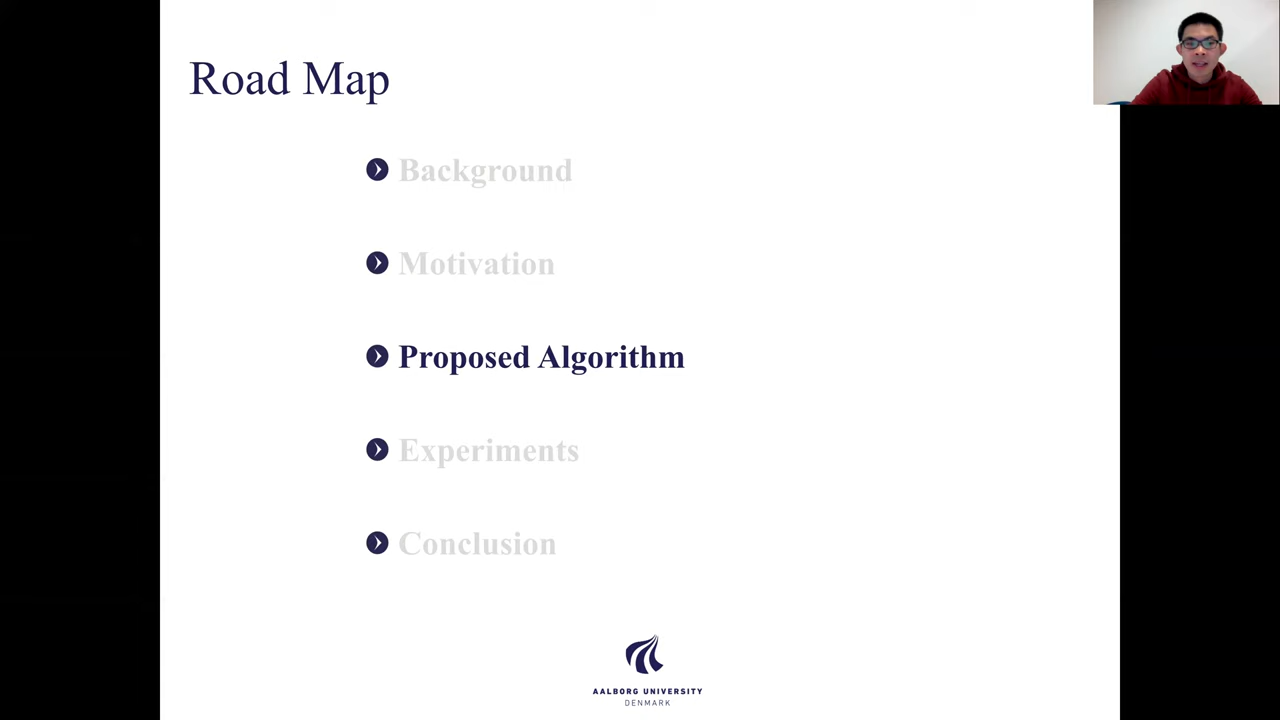 Road Map
Background
Motivation
Proposed Algorithm
Experiments
Conclusion
AALBORG UNIVERSITY
DENMARK